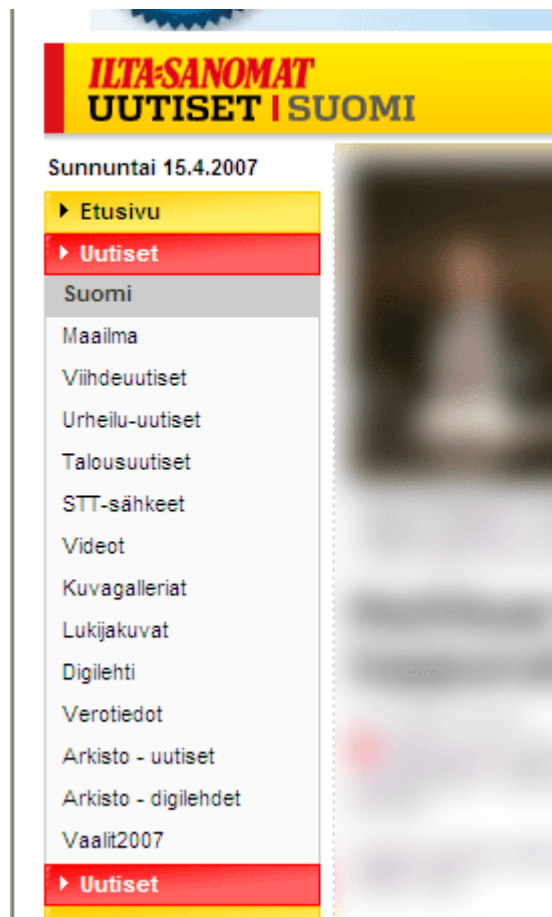 ILTA-SANOMAT
UUTISET | SUOMI
Sunnuntai 15.4.2007
Etusivu
Uutiset
Suomi
Maailma
Viihdeuutiset
Urheilu-uutiset
Talousuutiset
STT-sähkeet
Videot
Kuvagalleriat
Lukijakuvat
Digilehti
Verotiedot
Arkisto - uutiset
Arkisto - digilehdet
Vaalit2007
Uutiset